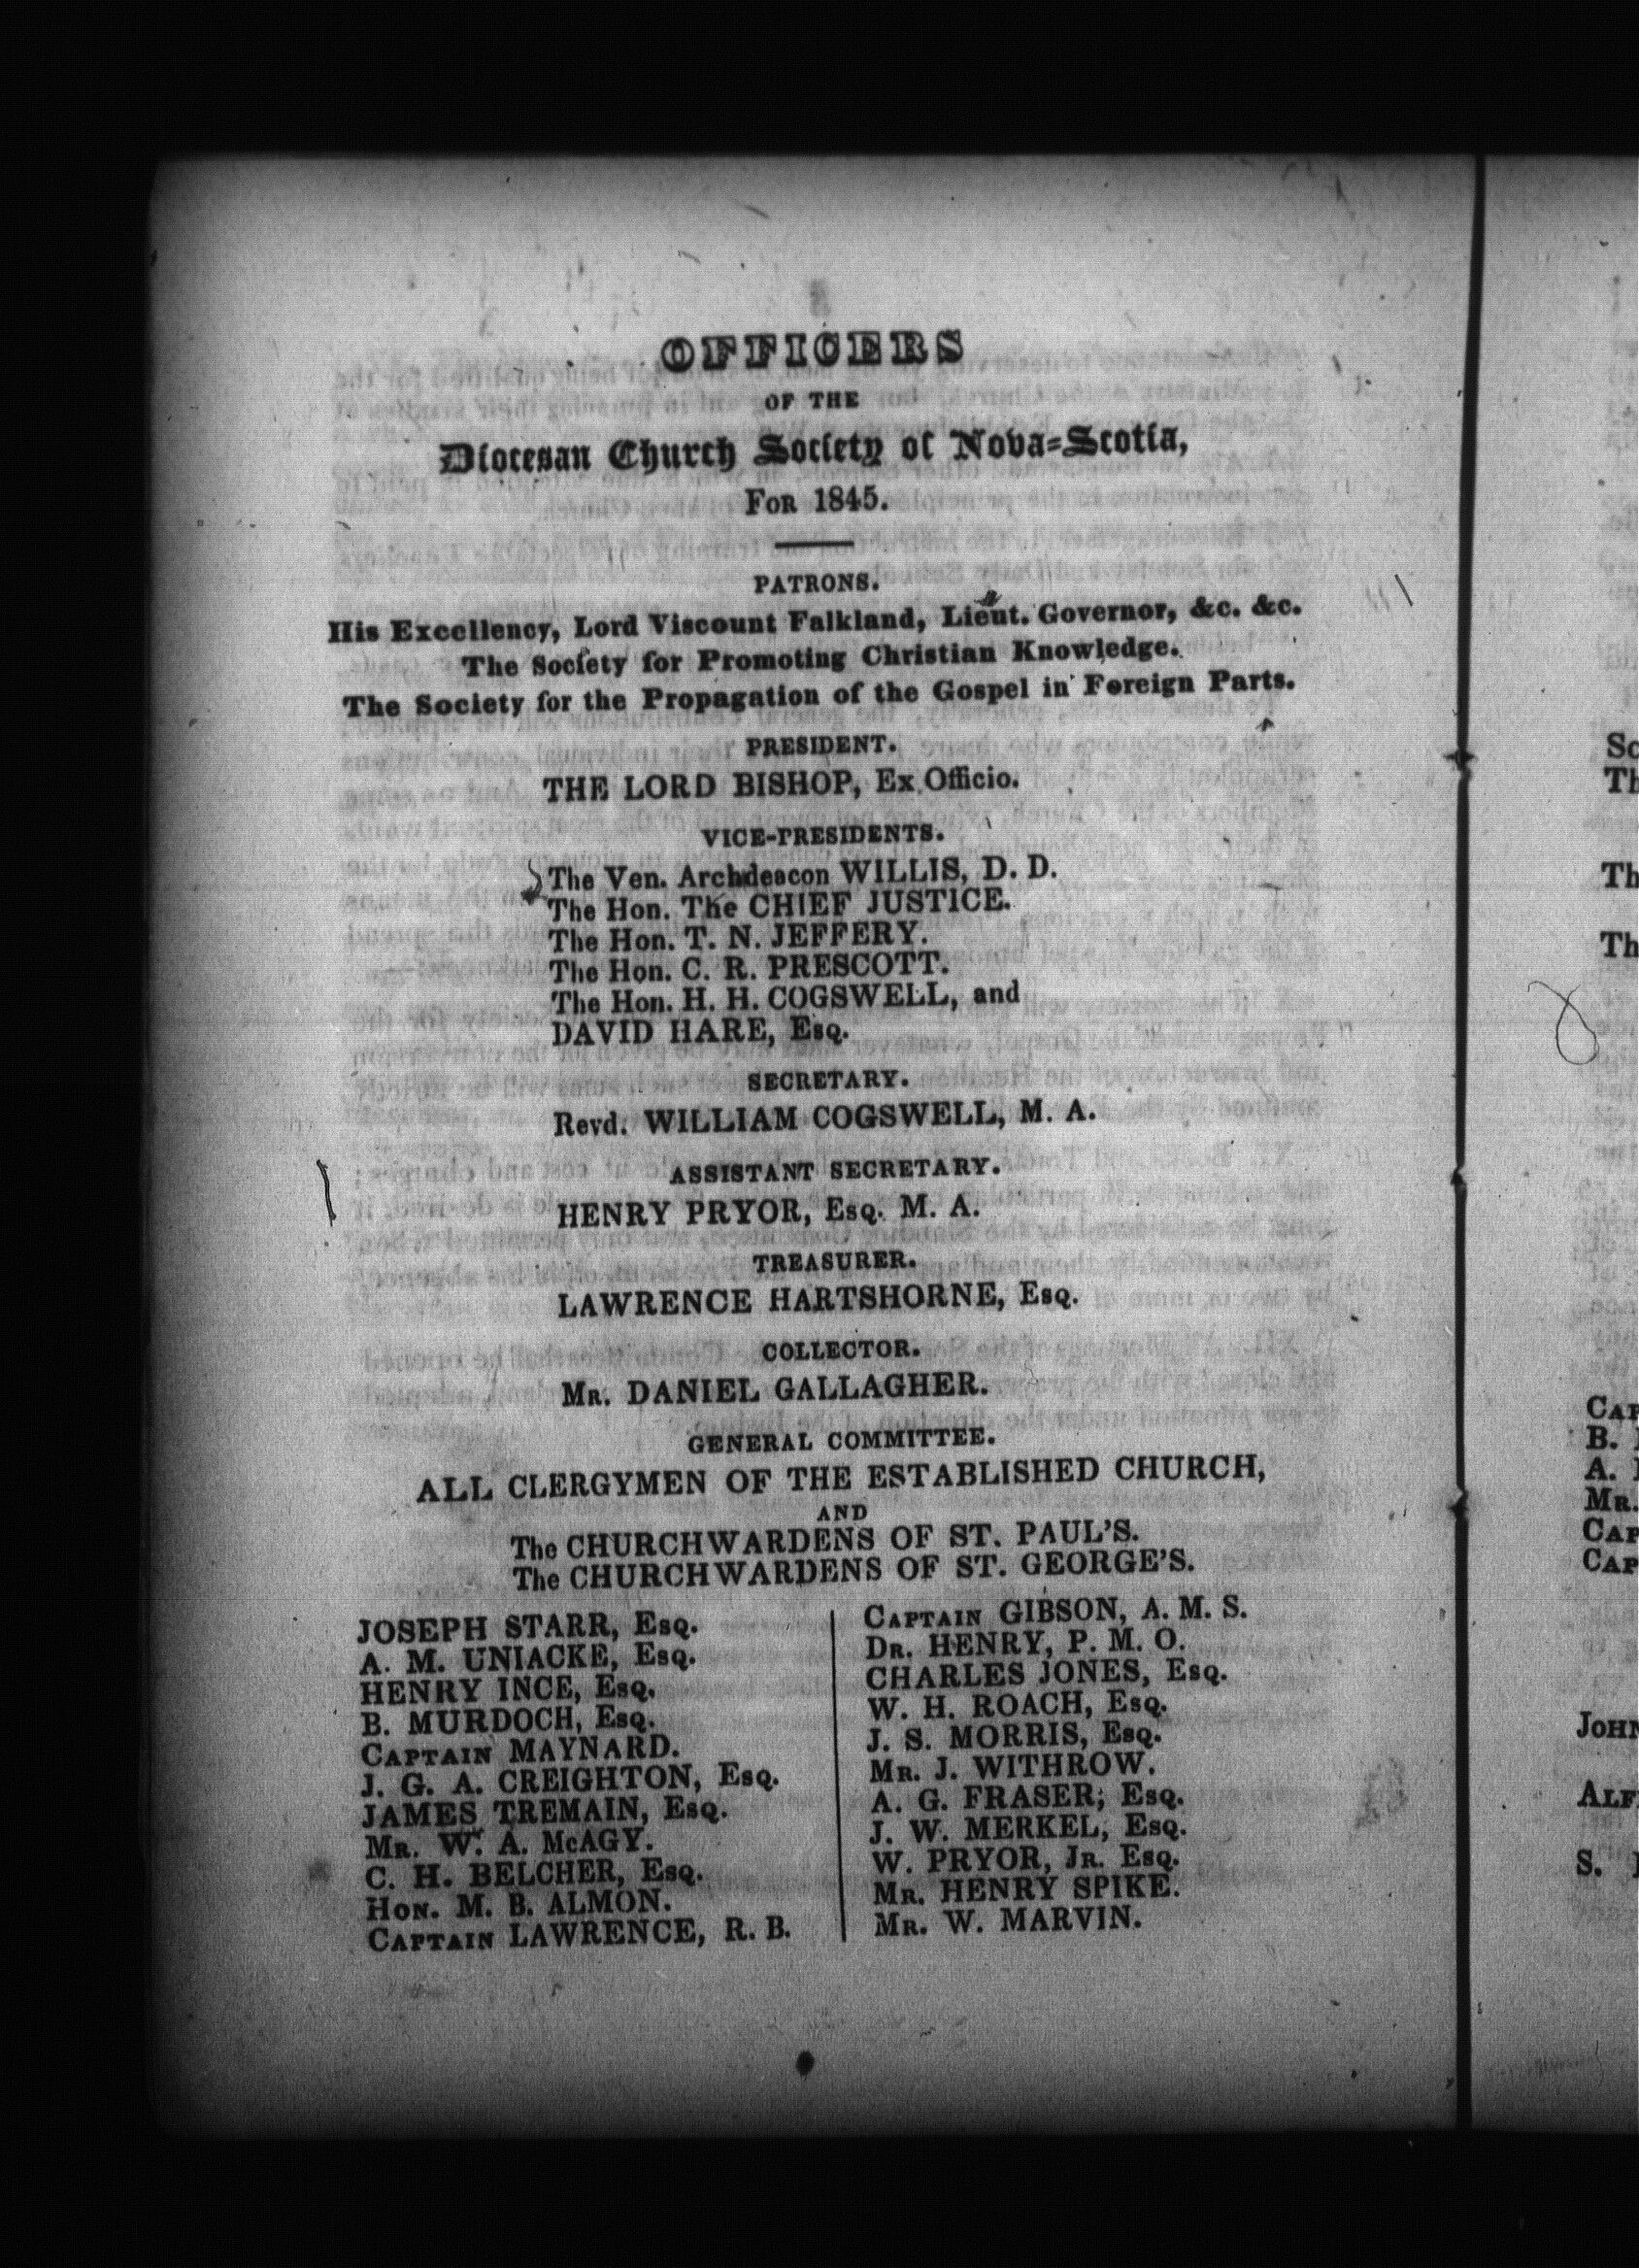 OFFICERS
OF THE
Diocesan Church Society of Nova=Scotia,
FOR 1845.
PATRONS.
His Excellency, Lord Viscount Falkland, Lieut. Governor, &c. &c.
The Society for Promoting Christian Knowledge.
The Society for the Propagation of the Gospel in Foreign Parts.
PRESIDENT.
THE LORD BISHOP, Ex Officio.
VICE-PRESIDENTS.
The Ven. Archdeacon WILLIS, D. D.
The Hon. The CHIEF JUSTICE.
The Hon. T. N. JEFFERY.
The Hon. C. R. PRESCOTT.
The Hon. H. H. COGSWELL, and
DAVID HARE, Esq.
SECRETARY.
Revd. WILLIAM COGSWELL, M. A.
ASSISTANT SECRETARY.
HENRY PRYOR, Esq. M. A.
TREASURER.
LAWRENCE HARTSHORNE, Esq.
COLLECTOR.
Mr. DANIEL GALLAGHER.
GENERAL COMMITTEE.
ALL CLERGYMEN OF THE ESTABLISHED CHURCH,
AND
The CHURCHWARDENS OF ST. PAUL'S.
The CHURCHWARDENS OF ST. GEORGE'S.
JOSEPH STARR, Esq.
A. M. UNIACKE, Esq.
HENRY INCE, Esq.
B. MURDOCH, Esq.
Captain MAYNARD.
J. G. A. CREIGHTON, Esq.
JAMES TREMAIN, Esq.
Mr. W. A. McAGY.
C. H. BELCHER, Esq.
Hon. M. B. ALMON.
Captain LAWRENCE, R. B.
Captain GIBSON, A. M. S.
Dr. HENRY, P. M. O.
CHARLES JONES, Esq.
W. H. ROACH, Esq.
J. S. MORRIS, Esq.
Mr. J. WITHROW.
A. G. FRASER, Esq.
J. W. MERKEL, Esq.
W. PRYOR, Jr. Esq.
Mr. HENRY SPIKE.
Mr. W. MARVIN.